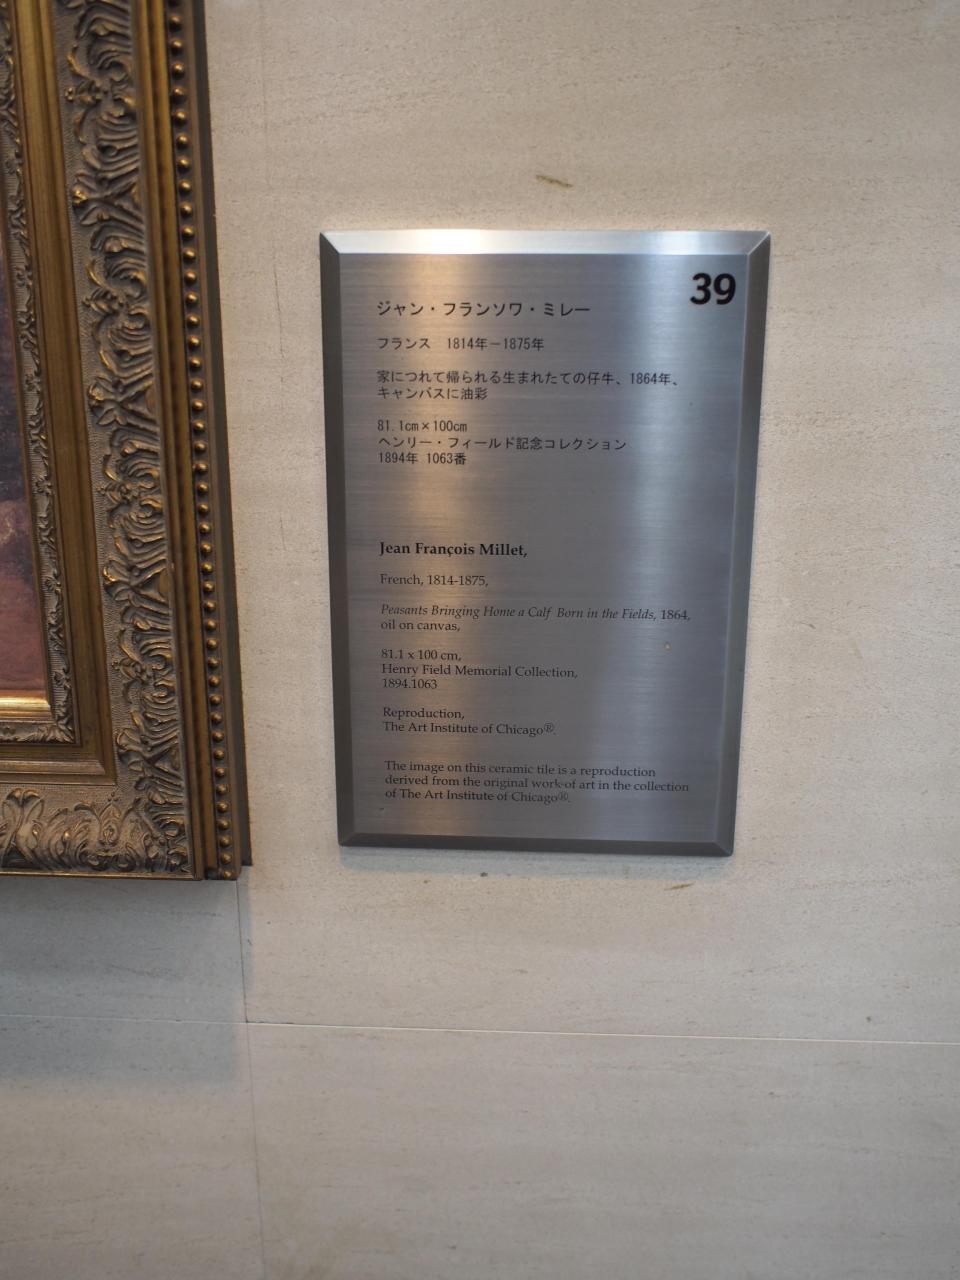 39
ジャン・フランソワ・ミレー
フランス 1814年－1875年
家につれて帰られる生まれたての仔牛、1864年、
キャンバスに油彩
81.1cm×100cm
ヘンリー・フィールド記念コレクション
1894年 1063番
Jean François Millet,
French, 1814-1875,
Peasants Bringing Home a Calf Born in the Fields, 1864,
oil on canvas,
81.1 x 100 cm,
Henry Field Memorial Collection,
1894.1063
Reproduction,
The Art Institute of Chicago®.
The image on this ceramic tile is a reproduction
derived from the original work of art in the collection
of The Art Institute of Chicago®.